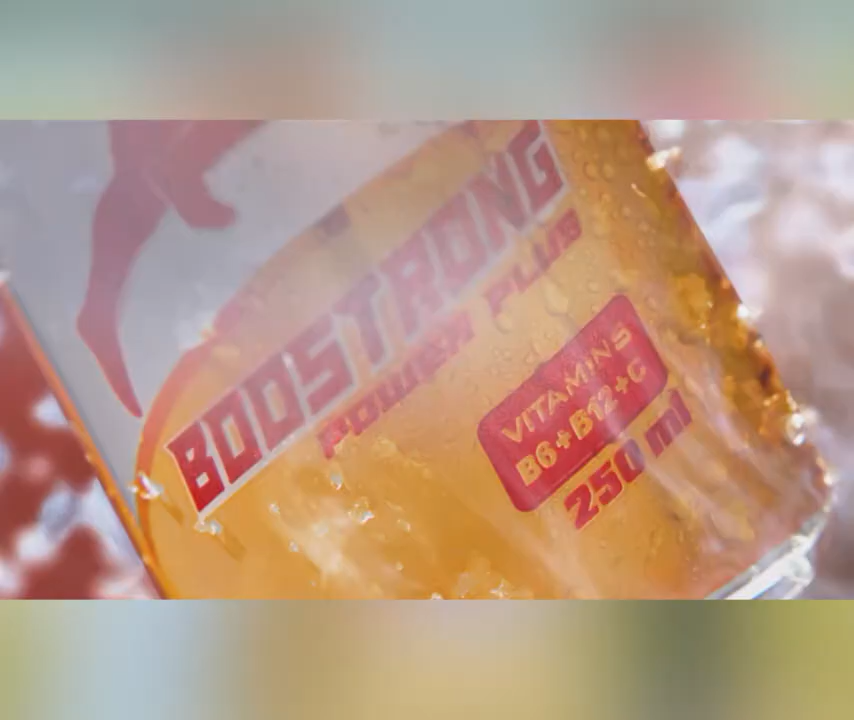 BOOSTRONG
POWER PLUS
VITAMINS
B6+B12+C
250 ml